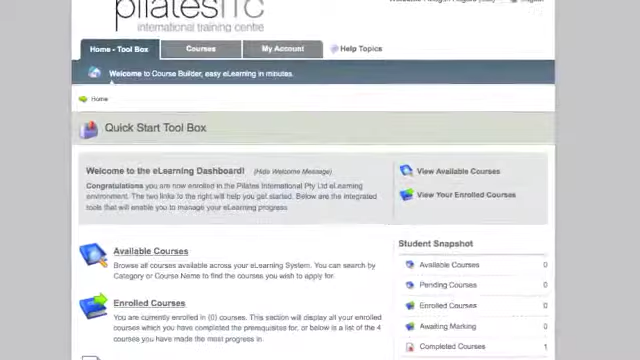 pilatesITC
international training centre
Home - Tool Box
Courses
My Account
Help Topics
Welcome to Course Builder, easy eLearning in minutes.
Home
Quick Start Tool Box
Welcome to the eLearning Dashboard! (Hide Welcome Message)
Congratulations you are now enrolled in the Pilates International Pty Ltd eLearning
environment. The two links to the right will help you get started. Below are the integrated
tools that will enable you to manage your eLearning progress.
View Available Courses
View Your Enrolled Courses
Available Courses
Browse all courses available across your eLearning System. You can search by
Category or Course Name to find the courses you wish to apply for.
Enrolled Courses
You are currently enrolled in (0) courses. This section will display all your enrolled
courses which you have completed the prerequisites for, or below is a list of the 4
courses you have made the most progress in.
Student Snapshot
Available Courses 0
Pending Courses 0
Enrolled Courses 0
Awaiting Marking 0
Completed Courses 1